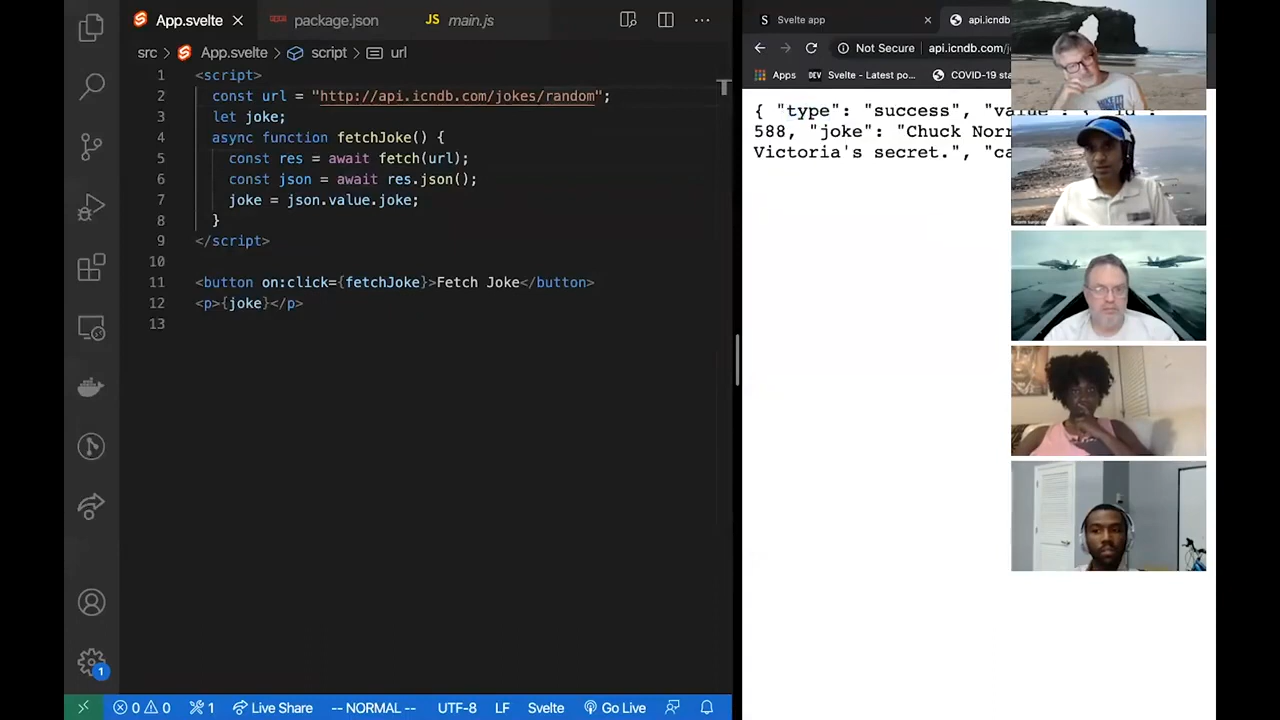 App.svelte
package.json
JS main.js
src > App.svelte > script > url
1 <script>
2 const url = "http://api.icndb.com/jokes/random";
3 let joke;
4 async function fetchJoke() {
5 const res = await fetch(url);
6 const json = await res.json();
7 joke = json.value.joke;
8 }
9 </script>
10
11 <button on:click={fetchJoke}>Fetch Joke</button>
12 <p>{joke}</p>
13
1
0 0 1 Live Share -- NORMAL -- UTF-8 LF Svelte Go Live
S Svelte app
api.icndb
Not Secure api.icndb.com/j
Apps DEV Svelte - Latest po... COVID-19 sta
{ "type": "success", "value": { "id":
588, "joke": "Chuck Norr
Victoria's secret.", "ca